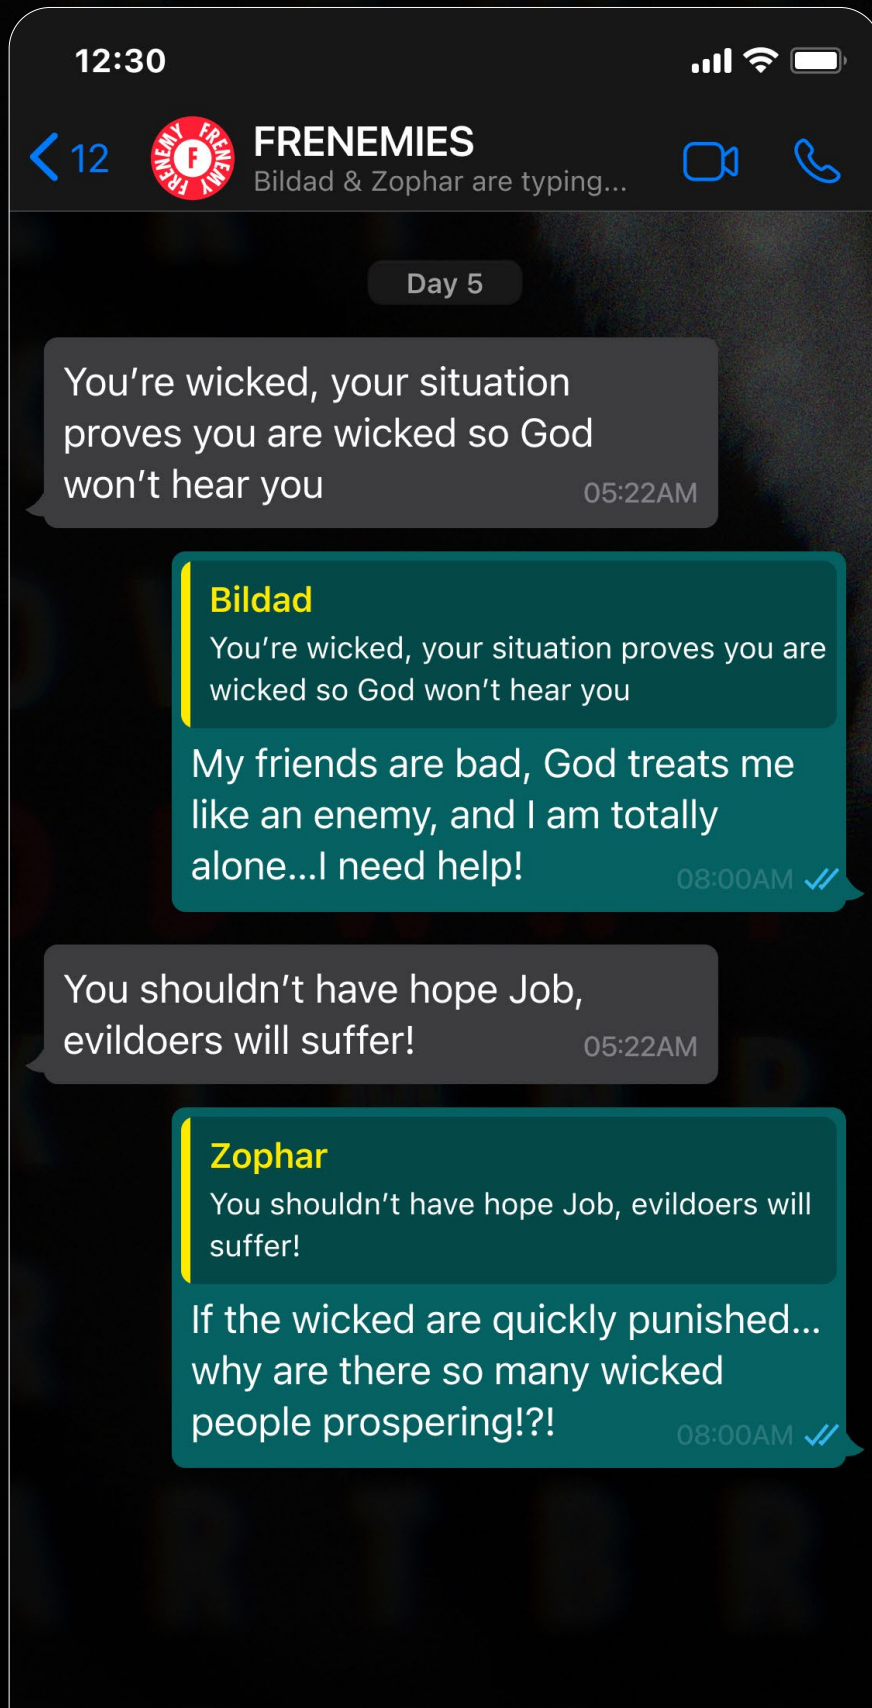 12:30
12
FRENEMY FRENEMY FRENEMY
F
FRENEMIES
Bildad & Zophar are typing...
Day 5
You’re wicked, your situation
proves you are wicked so God
won’t hear you
05:22AM
Bildad
You’re wicked, your situation proves you are
wicked so God won’t hear you
My friends are bad, God treats me
like an enemy, and I am totally
alone...I need help!
08:00AM
You shouldn’t have hope Job,
evildoers will suffer!
05:22AM
Zophar
You shouldn’t have hope Job, evildoers will
suffer!
If the wicked are quickly punished...
why are there so many wicked
people prospering!?!
08:00AM